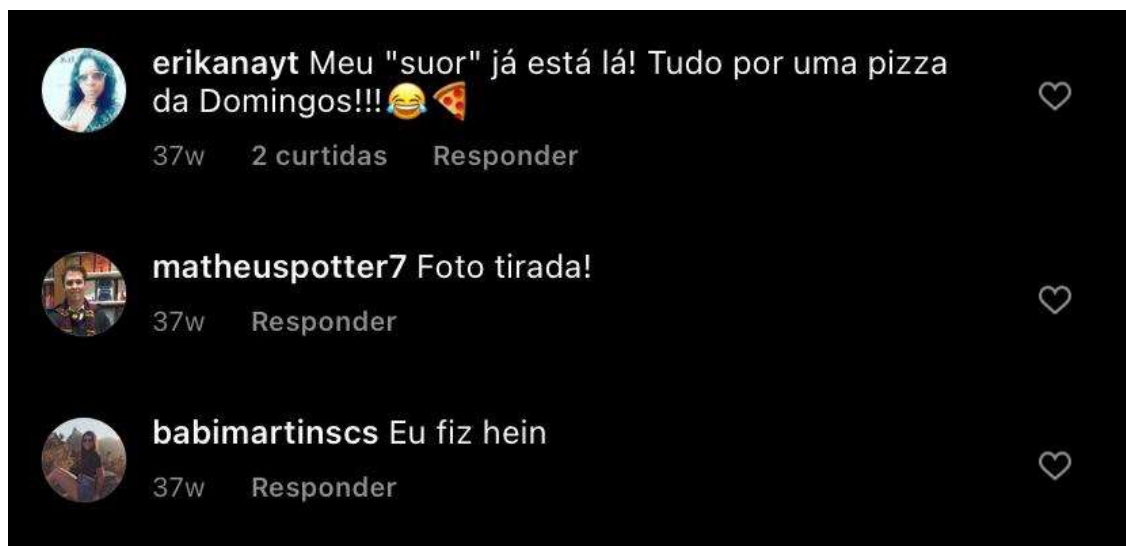 erikanayt Meu "suor" já está lá! Tudo por uma pizza
da Domingos!!!😂🍕
37w 2 curtidas Responder
matheuspotter7 Foto tirada!
37w Responder
babimartinscs Eu fiz hein
37w Responder